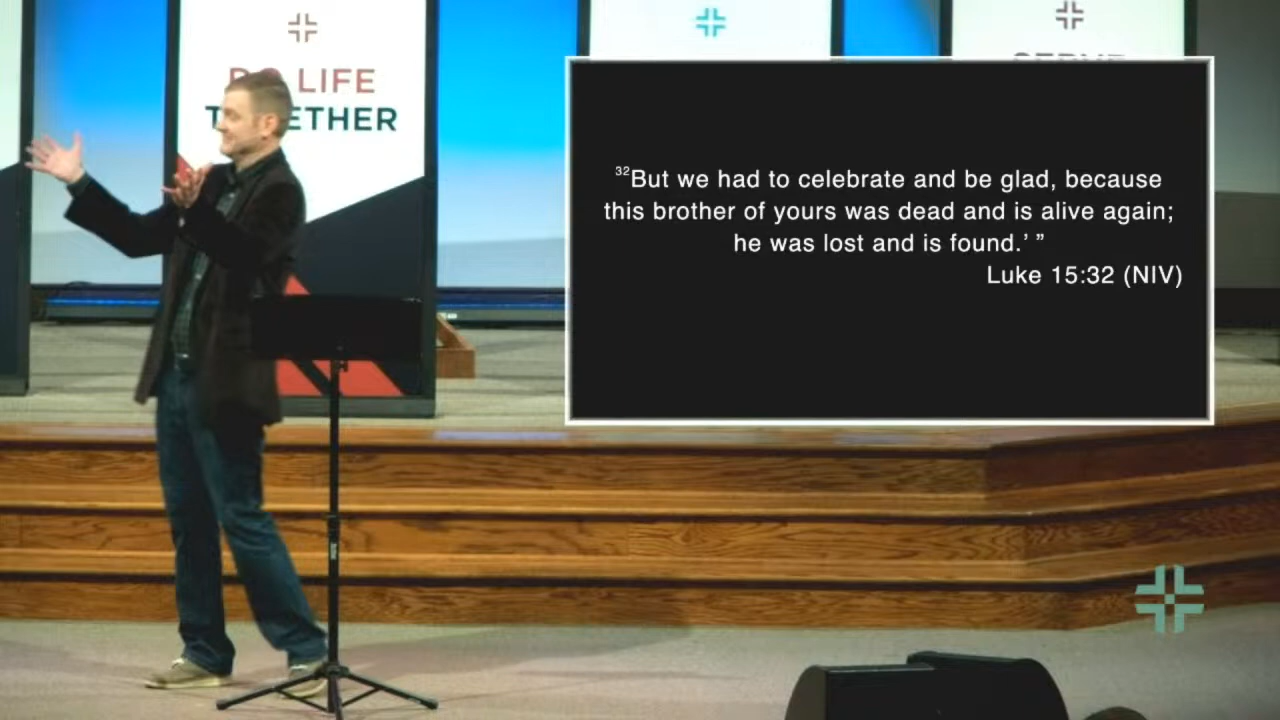 LIFE
TOGETHER
32But we had to celebrate and be glad, because
this brother of yours was dead and is alive again;
he was lost and is found.’ ”
Luke 15:32 (NIV)